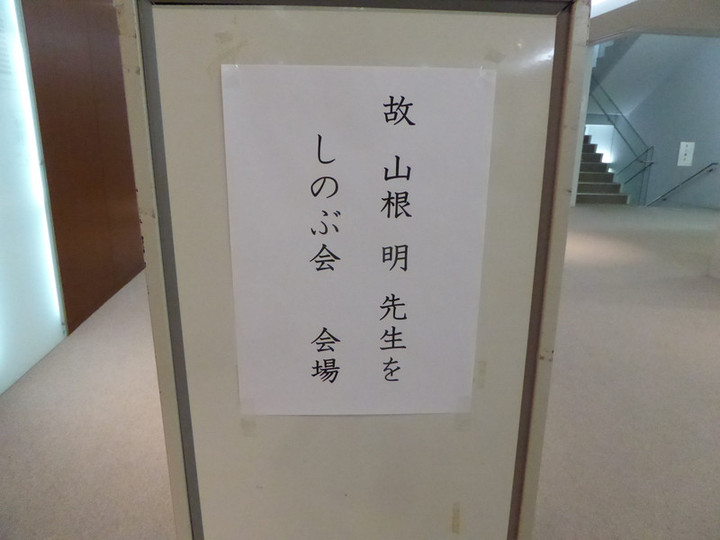 故 山根 明 先生を
しのぶ会 会場